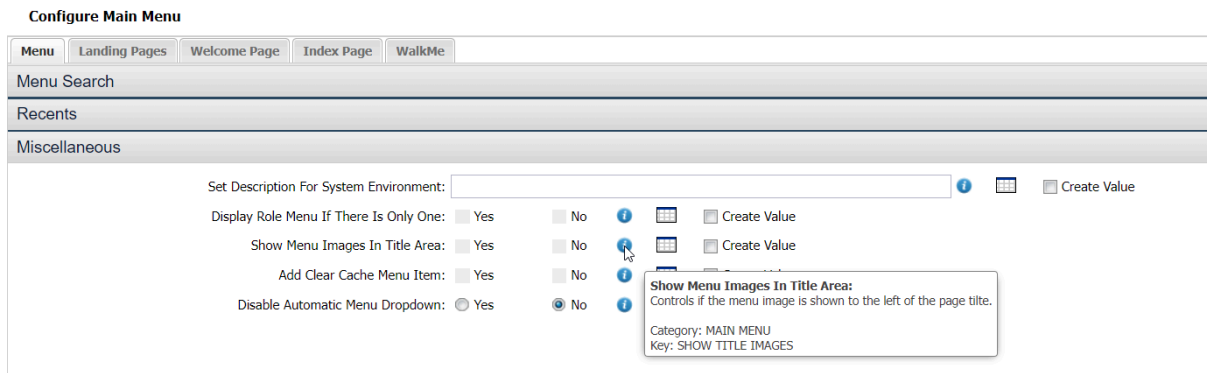 Configure Main Menu
Menu Landing Pages Welcome Page Index Page WalkMe
Menu Search
Recents
Miscellaneous
Set Description For System Environment: Create Value
Display Role Menu If There Is Only One: Yes No Create Value
Show Menu Images In Title Area: Yes No Create Value
Add Clear Cache Menu Item: Yes No
Disable Automatic Menu Dropdown: Yes No
Show Menu Images In Title Area:
Controls if the menu image is shown to the left of the page tilte.
Category: MAIN MENU
Key: SHOW TITLE IMAGES